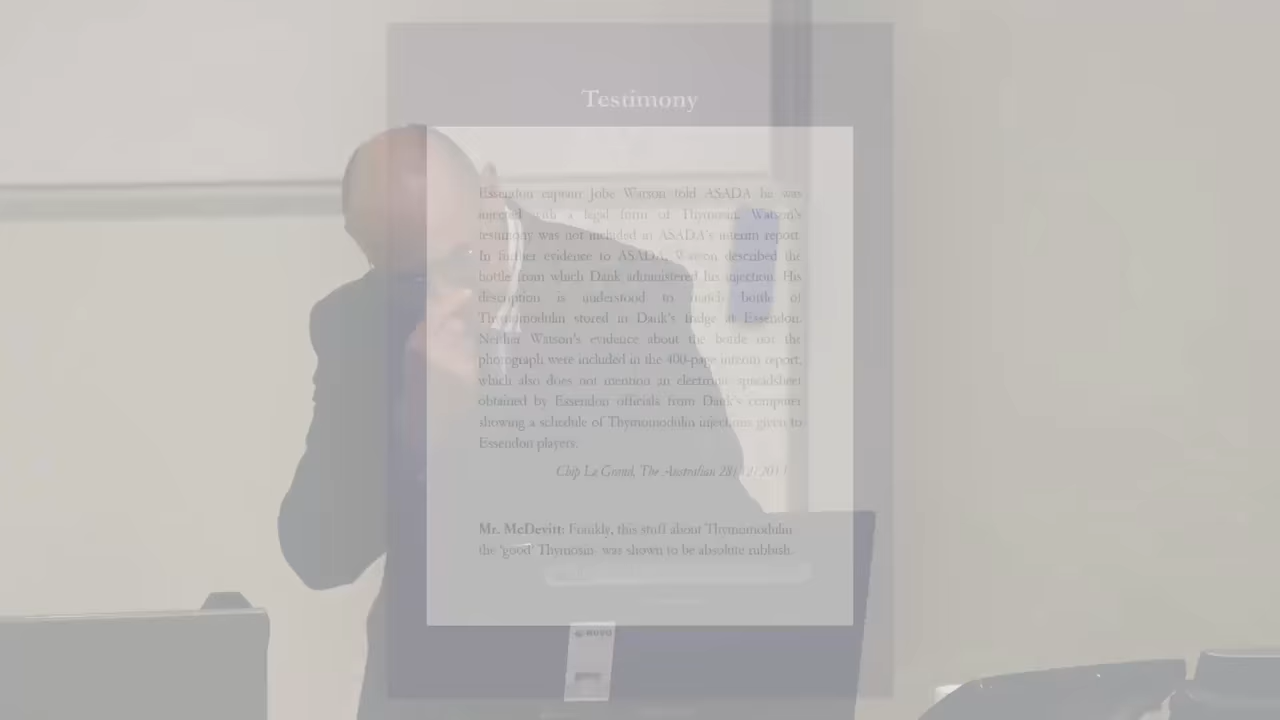 Testimony
Essendon captain Jobe Watson told ASADA he was
injected with a legal form of Thymosin. Watson's
testimony was not included in ASADA's interim report.
In further evidence to ASADA, Watson described the
bottle from which Dank administered his injection. His
description is understood to match bottle of
Thymomodulin stored in Dank's fridge at Essendon.
Neither Watson's evidence about the bottle nor the
photograph were included in the 400-page interim report,
which also does not mention an electronic spreadsheet
obtained by Essendon officials from Dank's computer
showing a schedule of Thymomodulin injections given to
Essendon players.
Chip Le Grand, The Australian
Mr. McDevitt: Frankly, this stuff about Thymomodulin
the 'good' Thymosin was shown to be absolute rubbish.